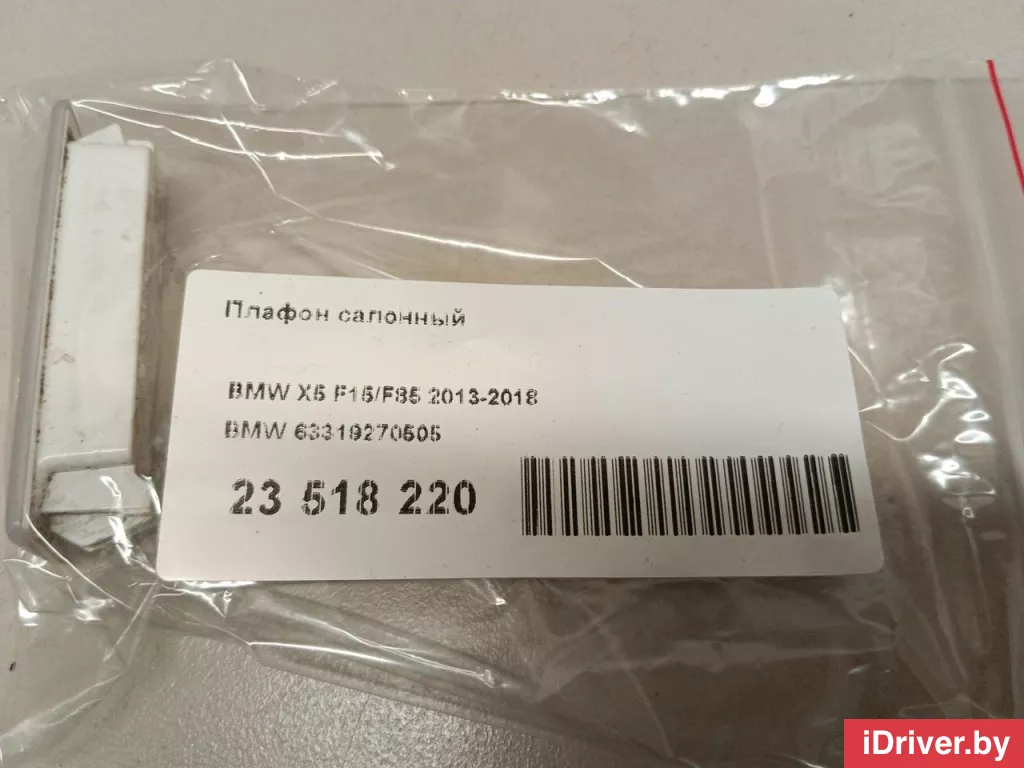 Плафон салонный
BMW X5 F15/F85 2013-2018
BMW 63319270505
23 518 220
iDriver.by